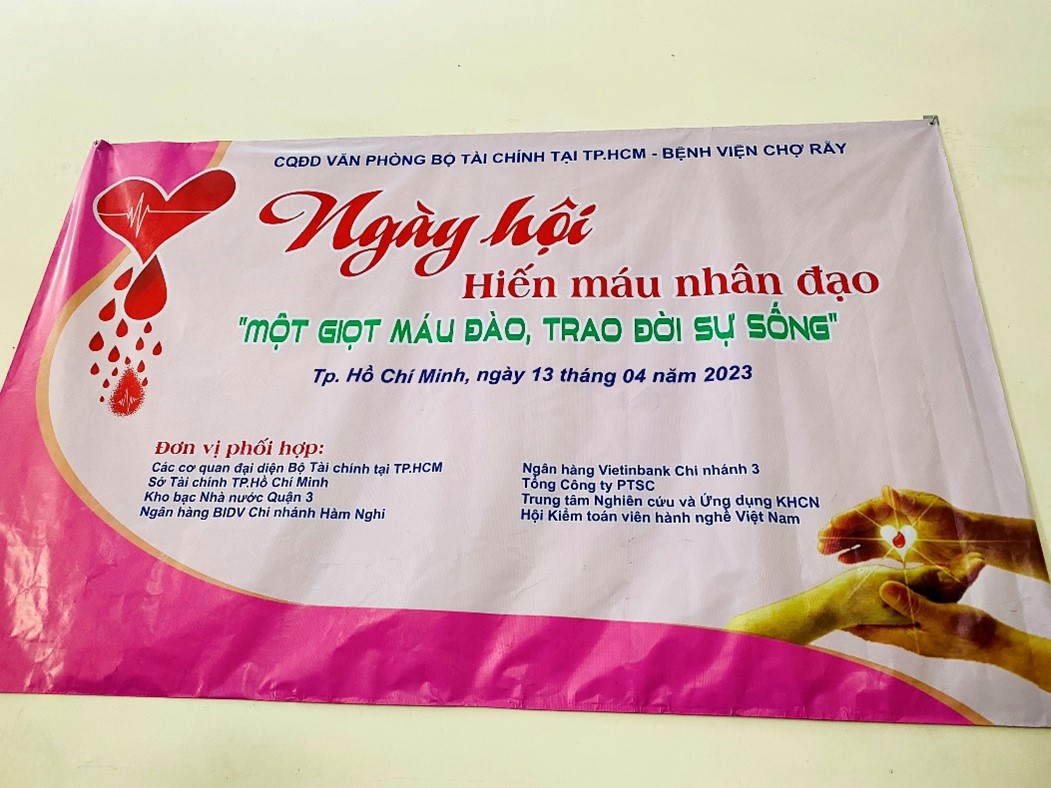 CQĐD VĂN PHÒNG BỘ TÀI CHÍNH TẠI TP.HCM - BỆNH VIỆN CHỢ RẪY
Ngày hội
Hiến máu nhân đạo
"MỘT GIỌT MÁU ĐÀO, TRAO ĐỜI SỰ SỐNG"
Tp. Hồ Chí Minh, ngày 13 tháng 04 năm 2023
Đơn vị phối hợp:
Các cơ quan đại diện Bộ Tài chính tại TP.HCM
Sở Tài chính TP.Hồ Chí Minh
Kho bạc Nhà nước Quận 3
Ngân hàng BIDV Chi nhánh Hàm Nghi
Ngân hàng Vietinbank Chi nhánh 3
Tổng Công ty PTSC
Trung tâm Nghiên cứu và Ứng dụng KHCN
Hội Kiểm toán viên hành nghề Việt Nam